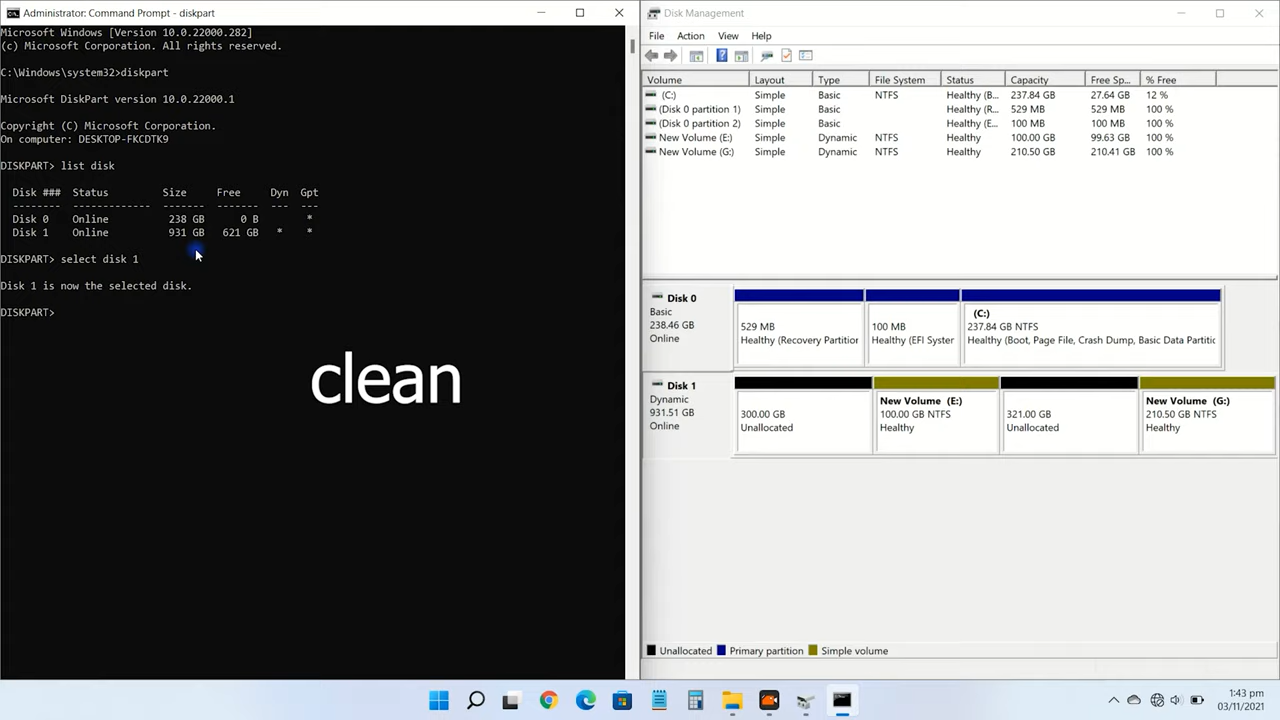 Administrator: Command Prompt - diskpart
Microsoft Windows [Version 10.0.22000.282]
(c) Microsoft Corporation. All rights reserved.
C:\Windows\system32>diskpart
Microsoft DiskPart version 10.0.22000.1
Copyright (C) Microsoft Corporation.
On computer: DESKTOP-FKCDTK9
DISKPART> list disk
Disk ### Status Size Free Dyn Gpt
-------- ------------- ------- ------- --- ---
Disk 0 Online 238 GB 0 B *
Disk 1 Online 931 GB 621 GB * *
DISKPART> select disk 1
Disk 1 is now the selected disk.
DISKPART>
clean
Disk Management
File Action View Help
Volume Layout Type File System Status Capacity Free Sp... % Free
(C:) Simple Basic NTFS Healthy (B... 237.84 GB 27.64 GB 12 %
(Disk 0 partition 1) Simple Basic Healthy (R... 529 MB 529 MB 100 %
(Disk 0 partition 2) Simple Basic Healthy (E... 100 MB 100 MB 100 %
New Volume (E:) Simple Dynamic NTFS Healthy 100.00 GB 99.63 GB 100 %
New Volume (G:) Simple Dynamic NTFS Healthy 210.50 GB 210.41 GB 100 %
Disk 0
Basic
238.46 GB
Online
529 MB
Healthy (Recovery Partition
100 MB
Healthy (EFI Syster
(C:)
237.84 GB NTFS
Healthy (Boot, Page File, Crash Dump, Basic Data Partitic
Disk 1
Dynamic
931.51 GB
Online
300.00 GB
Unallocated
New Volume (E:)
100.00 GB NTFS
Healthy
321.00 GB
Unallocated
New Volume (G:)
210.50 GB NTFS
Healthy
Unallocated Primary partition Simple volume
1:43 pm
03/11/2021